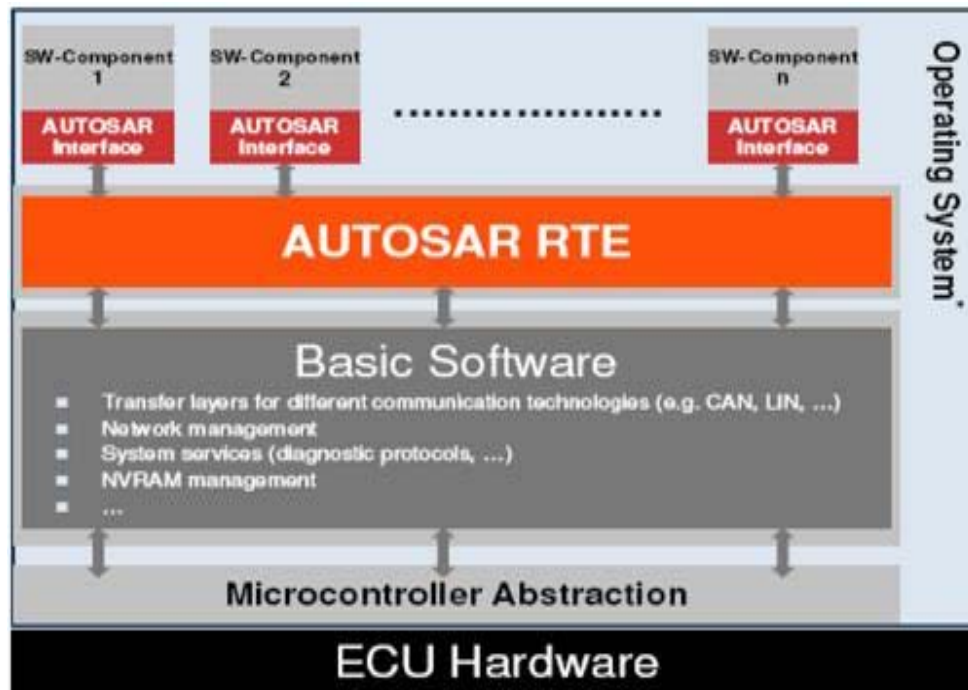 SW-Component
1
AUTOSAR
Interface
SW-Component
2
AUTOSAR
Interface
SW-Component
n
AUTOSAR
Interface
Operating System*
AUTOSAR RTE
Basic Software
Transfer layers for different communication technologies (e.g. CAN, LIN, ...)
Network management
System services (diagnostic protocols, ...)
NVRAM management
...
Microcontroller Abstraction
ECU Hardware